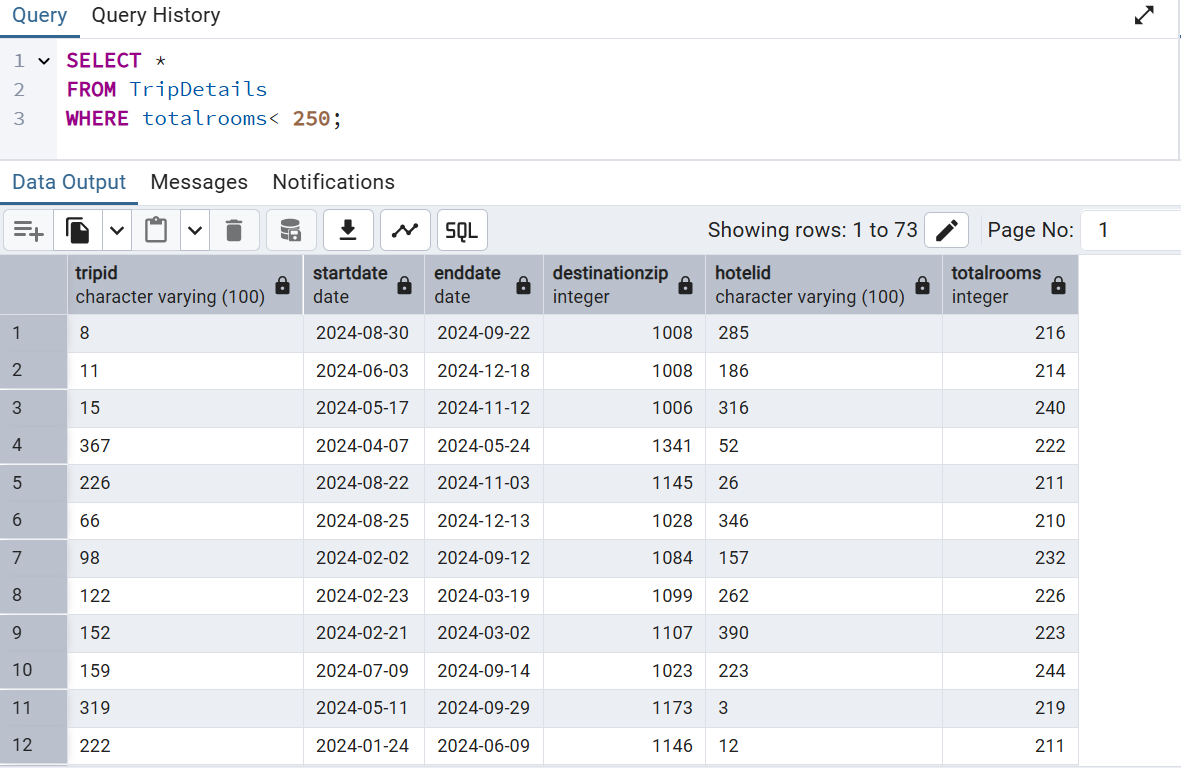 Query Query History
1 SELECT *
2 FROM TripDetails
3 WHERE totalrooms< 250;
Data Output Messages Notifications
SQL Showing rows: 1 to 73 Page No: 1
tripid startdate enddate destinationzip hotelid totalrooms
character varying (100) date date integer character varying (100) integer
1 8 2024-08-30 2024-09-22 1008 285 216
2 11 2024-06-03 2024-12-18 1008 186 214
3 15 2024-05-17 2024-11-12 1006 316 240
4 367 2024-04-07 2024-05-24 1341 52 222
5 226 2024-08-22 2024-11-03 1145 26 211
6 66 2024-08-25 2024-12-13 1028 346 210
7 98 2024-02-02 2024-09-12 1084 157 232
8 122 2024-02-23 2024-03-19 1099 262 226
9 152 2024-02-21 2024-03-02 1107 390 223
10 159 2024-07-09 2024-09-14 1023 223 244
11 319 2024-05-11 2024-09-29 1173 3 219
12 222 2024-01-24 2024-06-09 1146 12 211